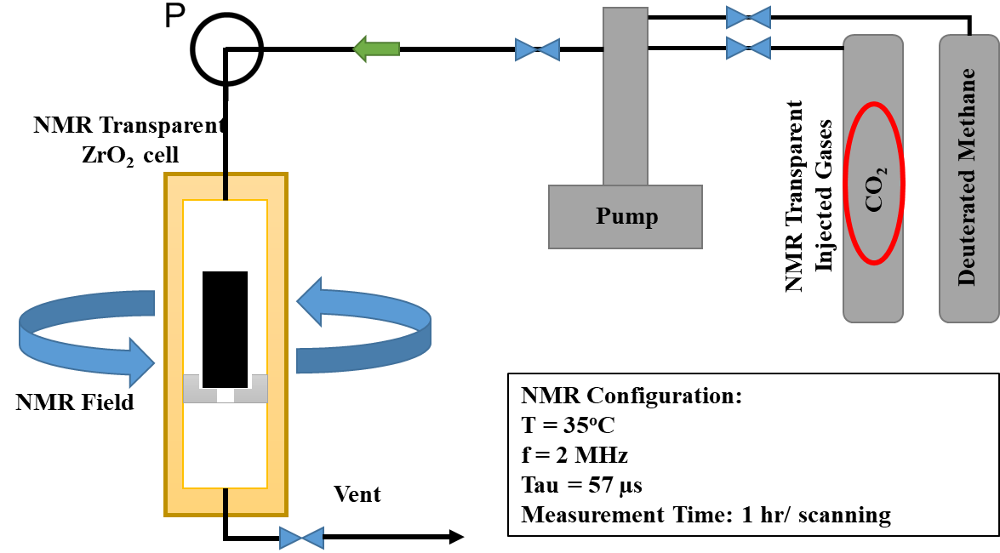 P
NMR Transparent
ZrO₂ cell
NMR Field
Vent
Pump
NMR Transparent
Injected Gases
CO₂
Deuterated Methane
NMR Configuration:
T = 35ºC
f = 2 MHz
Tau = 57 µs
Measurement Time: 1 hr/ scanning